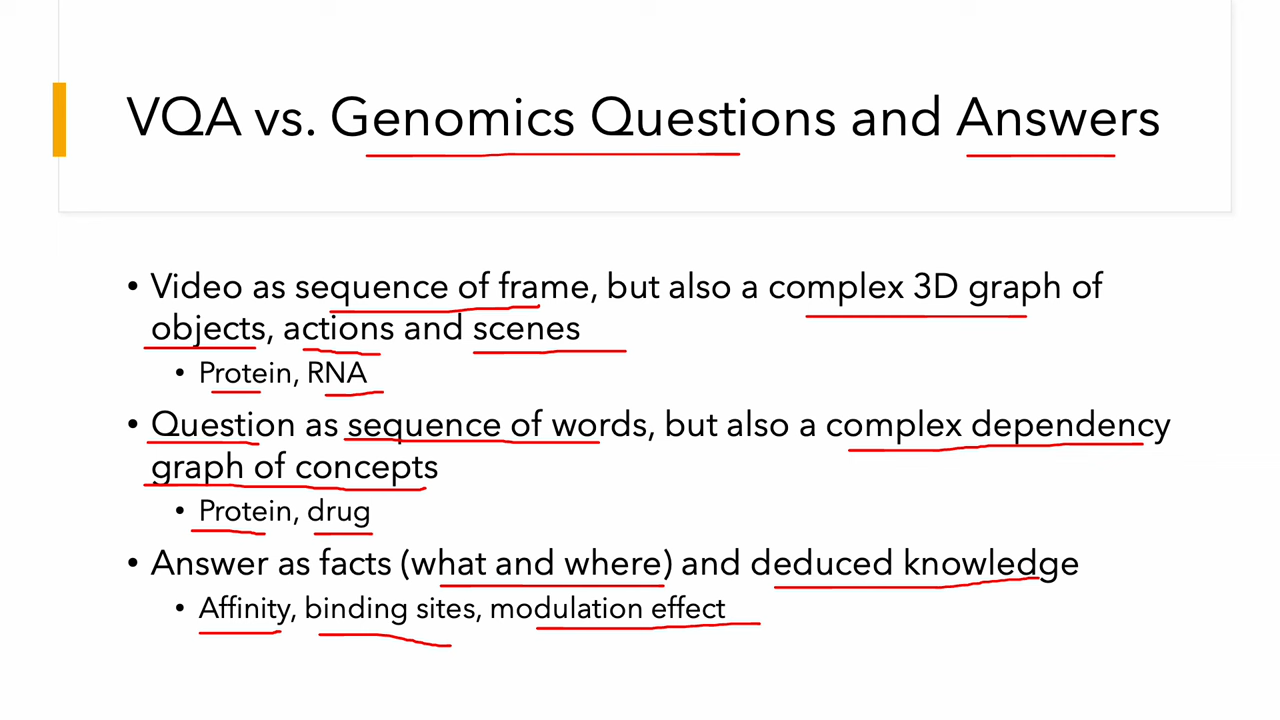 VQA vs. Genomics Questions and Answers
• Video as sequence of frame, but also a complex 3D graph of
objects, actions and scenes
• Protein, RNA
• Question as sequence of words, but also a complex dependency
graph of concepts
• Protein, drug
• Answer as facts (what and where) and deduced knowledge
• Affinity, binding sites, modulation effect